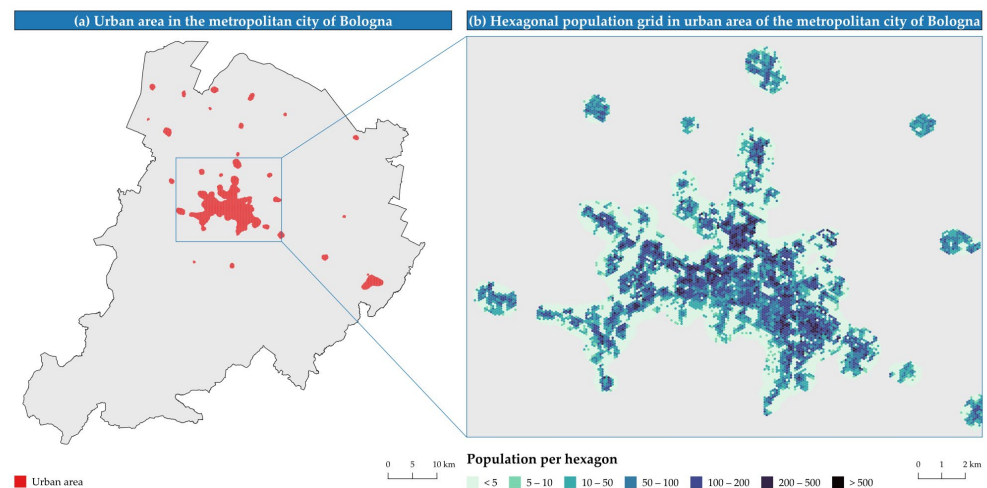 (a) Urban area in the metropolitan city of Bologna
(b) Hexagonal population grid in urban area of the metropolitan city of Bologna
Urban area
0 5 10 km
Population per hexagon
< 5 5 – 10 10 – 50 50 – 100 100 – 200 200 – 500 > 500
0 1 2 km